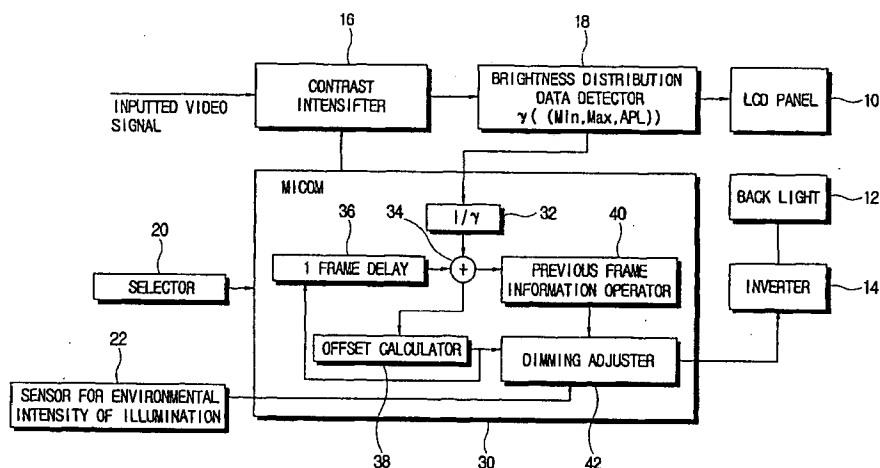 16
18
CONTRAST
INTENSIFTER
BRIGHTNESS DISTRIBUTION
DATA DETECTOR
γ( (Min,Max,APL))
LCD PANEL
10
INPUTTED VIDEO
SIGNAL
MICOM
BACK LIGHT
12
36
34
1/γ
32
40
20
1 FRAME DELAY
+
PREVIOUS FRAME
INFORMATION OPERATOR
SELECTOR
INVERTER
14
22
OFFSET CALCULATOR
DIMMING ADJUSTER
SENSOR FOR ENVIRONMENTAL
INTENSITY OF ILLUMINATION
38
30
42